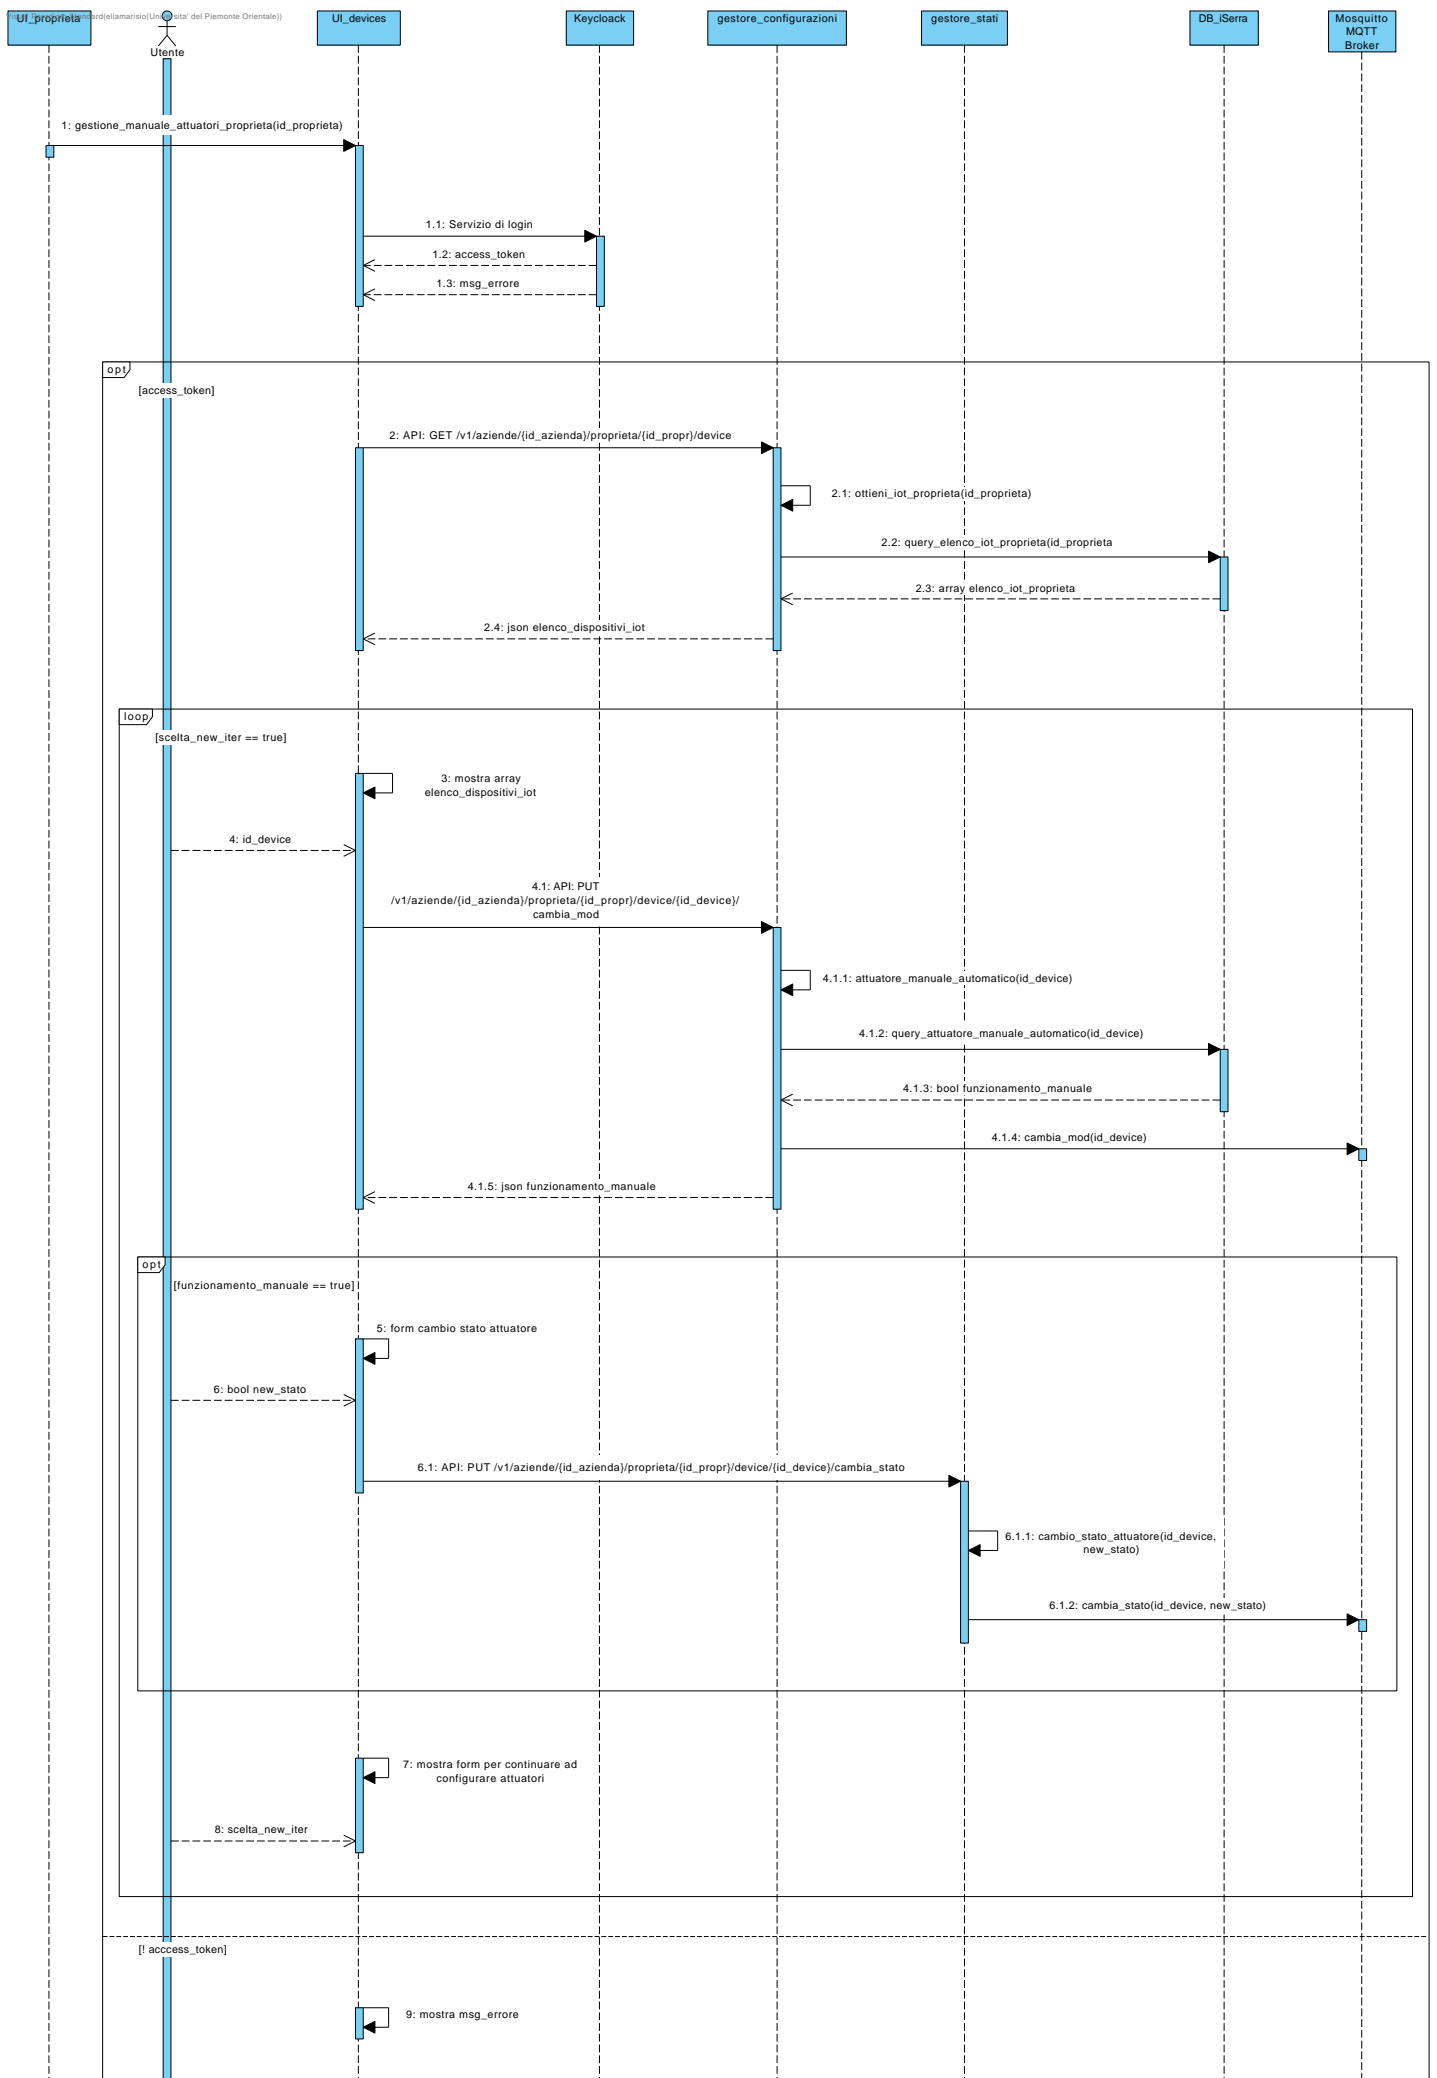 UI_proprieta
Utente
UI_devices
Keycloack
gestore_configurazioni
gestore_stati
DB_iSerra
Mosquitto
MQTT
Broker
1: gestione_manuale_attuatori_proprieta(id_proprieta)
1.1: Servizio di login
1.2: access_token
1.3: msg_errore
opt
[access_token]
2: API: GET /v1/aziende/{id_azienda}/proprieta/{id_propr}/device
2.1: ottieni_iot_proprieta(id_proprieta)
2.2: query_elenco_iot_proprieta(id_proprieta
2.3: array elenco_iot_proprieta
2.4: json elenco_dispositivi_iot
loop
[scelta_new_iter == true]
3: mostra array
elenco_dispositivi_iot
4: id_device
4.1: API: PUT
/v1/aziende/{id_azienda}/proprieta/{id_propr}/device/{id_device}/
cambia_mod
4.1.1: attuatore_manuale_automatico(id_device)
4.1.2: query_attuatore_manuale_automatico(id_device)
4.1.3: bool funzionamento_manuale
4.1.4: cambia_mod(id_device)
4.1.5: json funzionamento_manuale
opt
[funzionamento_manuale == true]
5: form cambio stato attuatore
6: bool new_stato
6.1: API: PUT /v1/aziende/{id_azienda}/proprieta/{id_propr}/device/{id_device}/cambia_stato
6.1.1: cambio_stato_attuatore(id_device,
new_stato)
6.1.2: cambia_stato(id_device, new_stato)
7: mostra form per continuare ad
configurare attuatori
8: scelta_new_iter
[! acccess_token]
9: mostra msg_errore